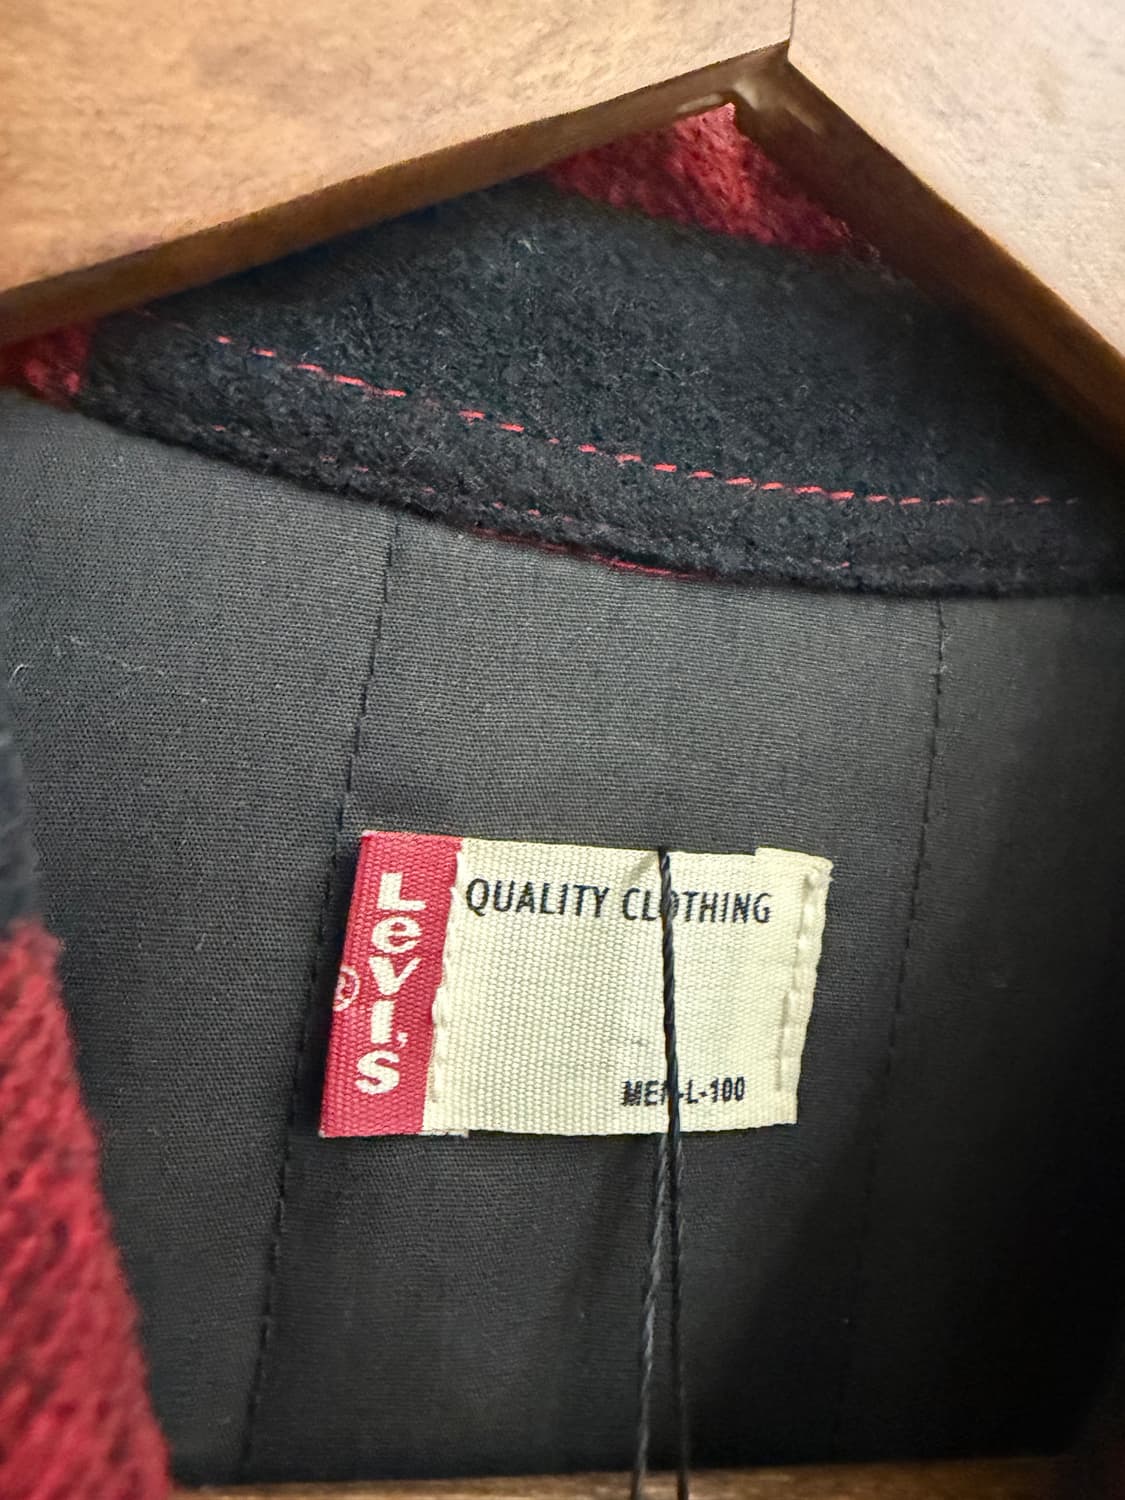 LEVI'S
®
QUALITY CLOTHING
MEN-L-100